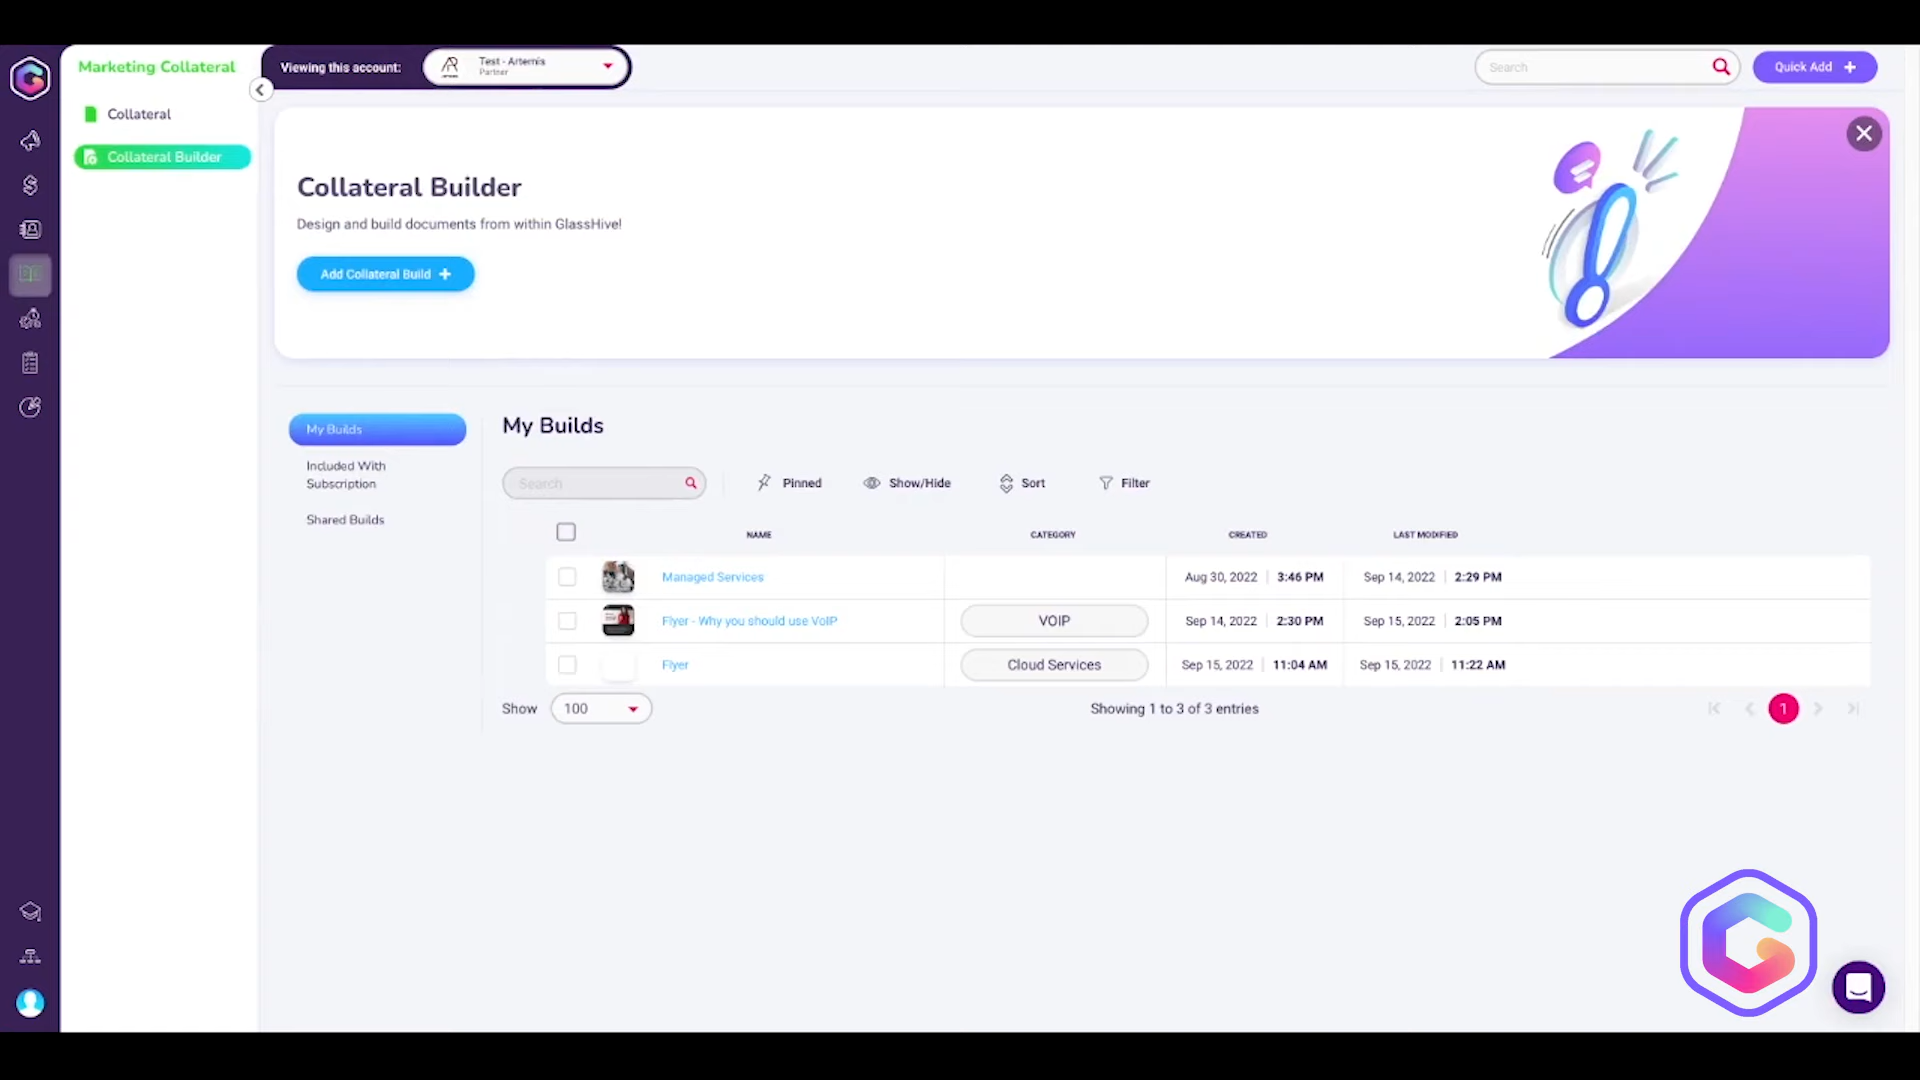 Marketing Collateral
Viewing this account:
Test - Artemis
Partner
Search
Quick Add +
Collateral
Collateral Builder
Collateral Builder
Design and build documents from within GlassHive!
Add Collateral Build +
My Builds
Included With
Subscription
Shared Builds
My Builds
Search
Pinned
Show/Hide
Sort
Filter
NAME CATEGORY CREATED LAST MODIFIED
Managed Services Aug 30, 2022 3:46 PM Sep 14, 2022 2:29 PM
Flyer - Why you should use VoIP VOIP Sep 14, 2022 2:30 PM Sep 15, 2022 2:05 PM
Flyer Cloud Services Sep 15, 2022 11:04 AM Sep 15, 2022 11:22 AM
Show 100 Showing 1 to 3 of 3 entries 1